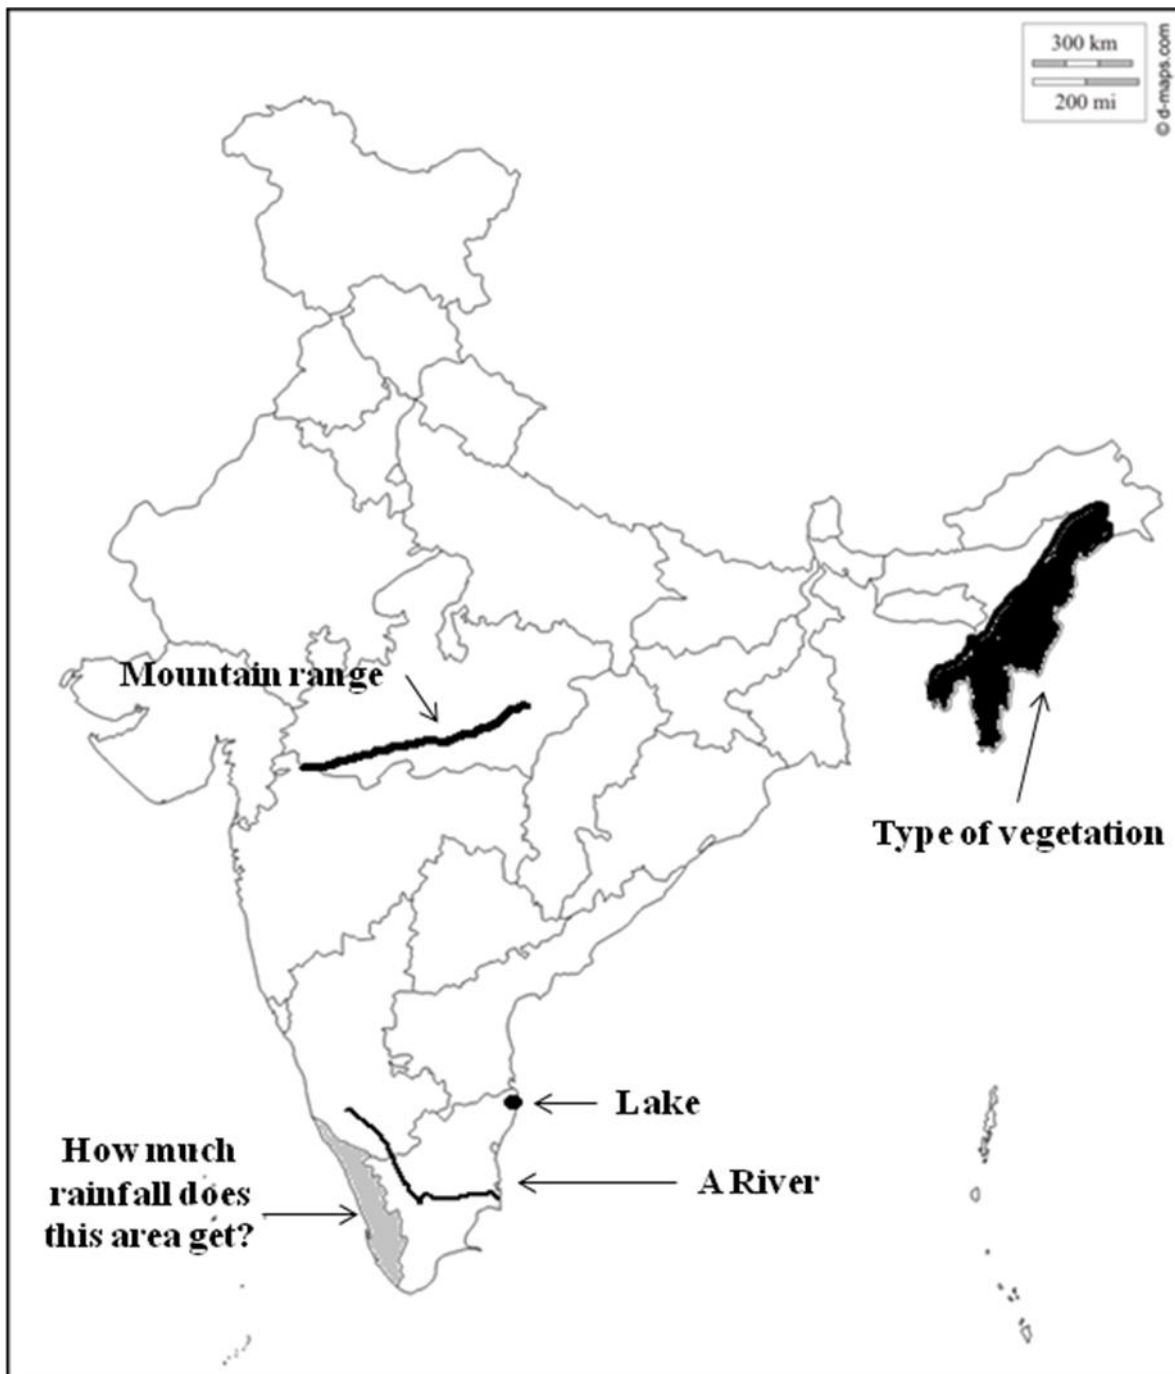 300 km
200 mi
© d-maps.com
Mountain range
Type of vegetation
Lake
How much
rainfall does
this area get?
A River